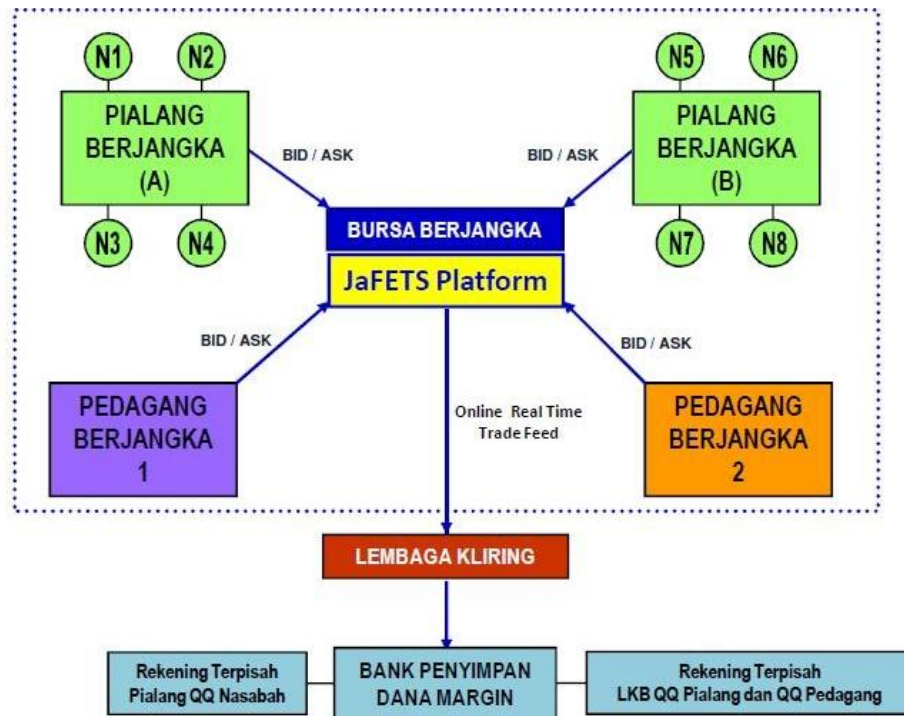 N1
N2
PIALANG
BERJANGKA
(A)
N3
N4
N5
N6
PIALANG
BERJANGKA
(B)
N7
N8
BID / ASK
BID / ASK
BURSA BERJANGKA
JaFETS Platform
BID / ASK
BID / ASK
PEDAGANG
BERJANGKA
1
Online Real Time
Trade Feed
PEDAGANG
BERJANGKA
2
LEMBAGA KLIRING
Rekening Terpisah
Pialang QQ Nasabah
BANK PENYIMPAN
DANA MARGIN
Rekening Terpisah
LKB QQ Pialang dan QQ Pedagang